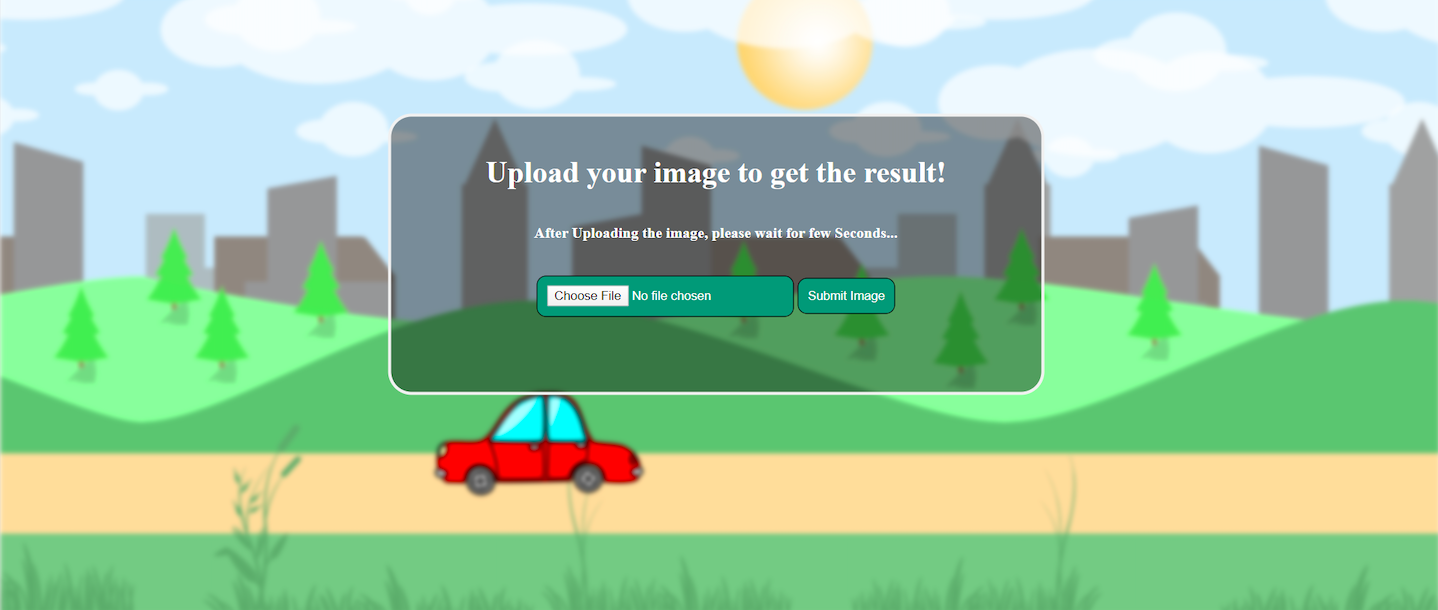 Upload your image to get the result!
After Uploading the image, please wait for few Seconds...
Choose File No file chosen Submit Image